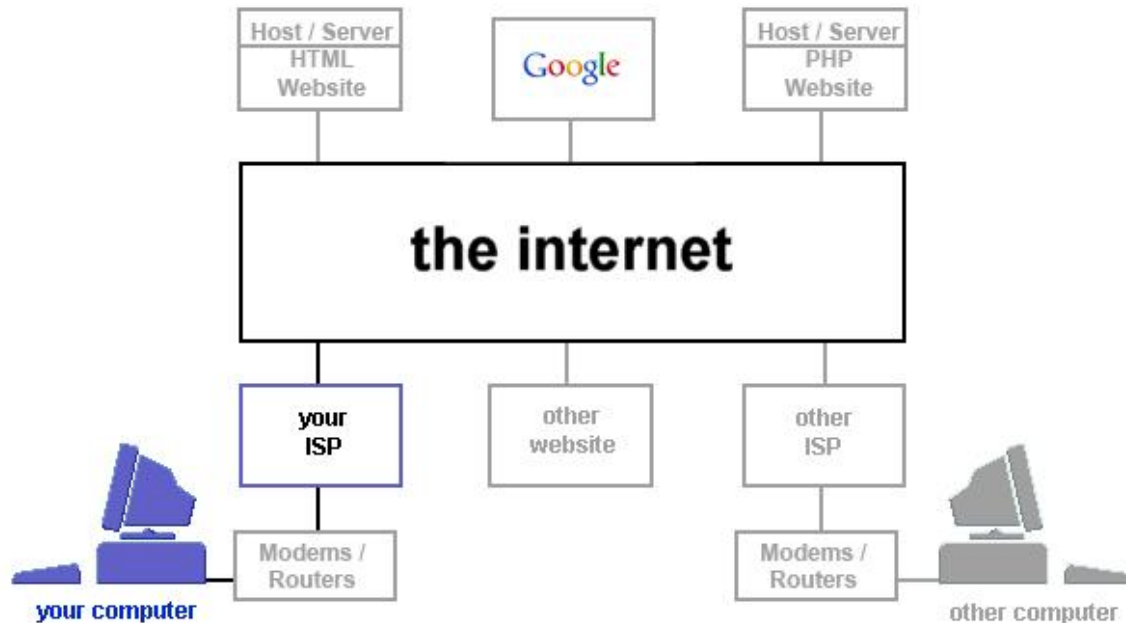 Host / Server
HTML
Website
Google
Host / Server
PHP
Website
the internet
your
ISP
other
website
other
ISP
Modems /
Routers
your computer
Modems /
Routers
other computer